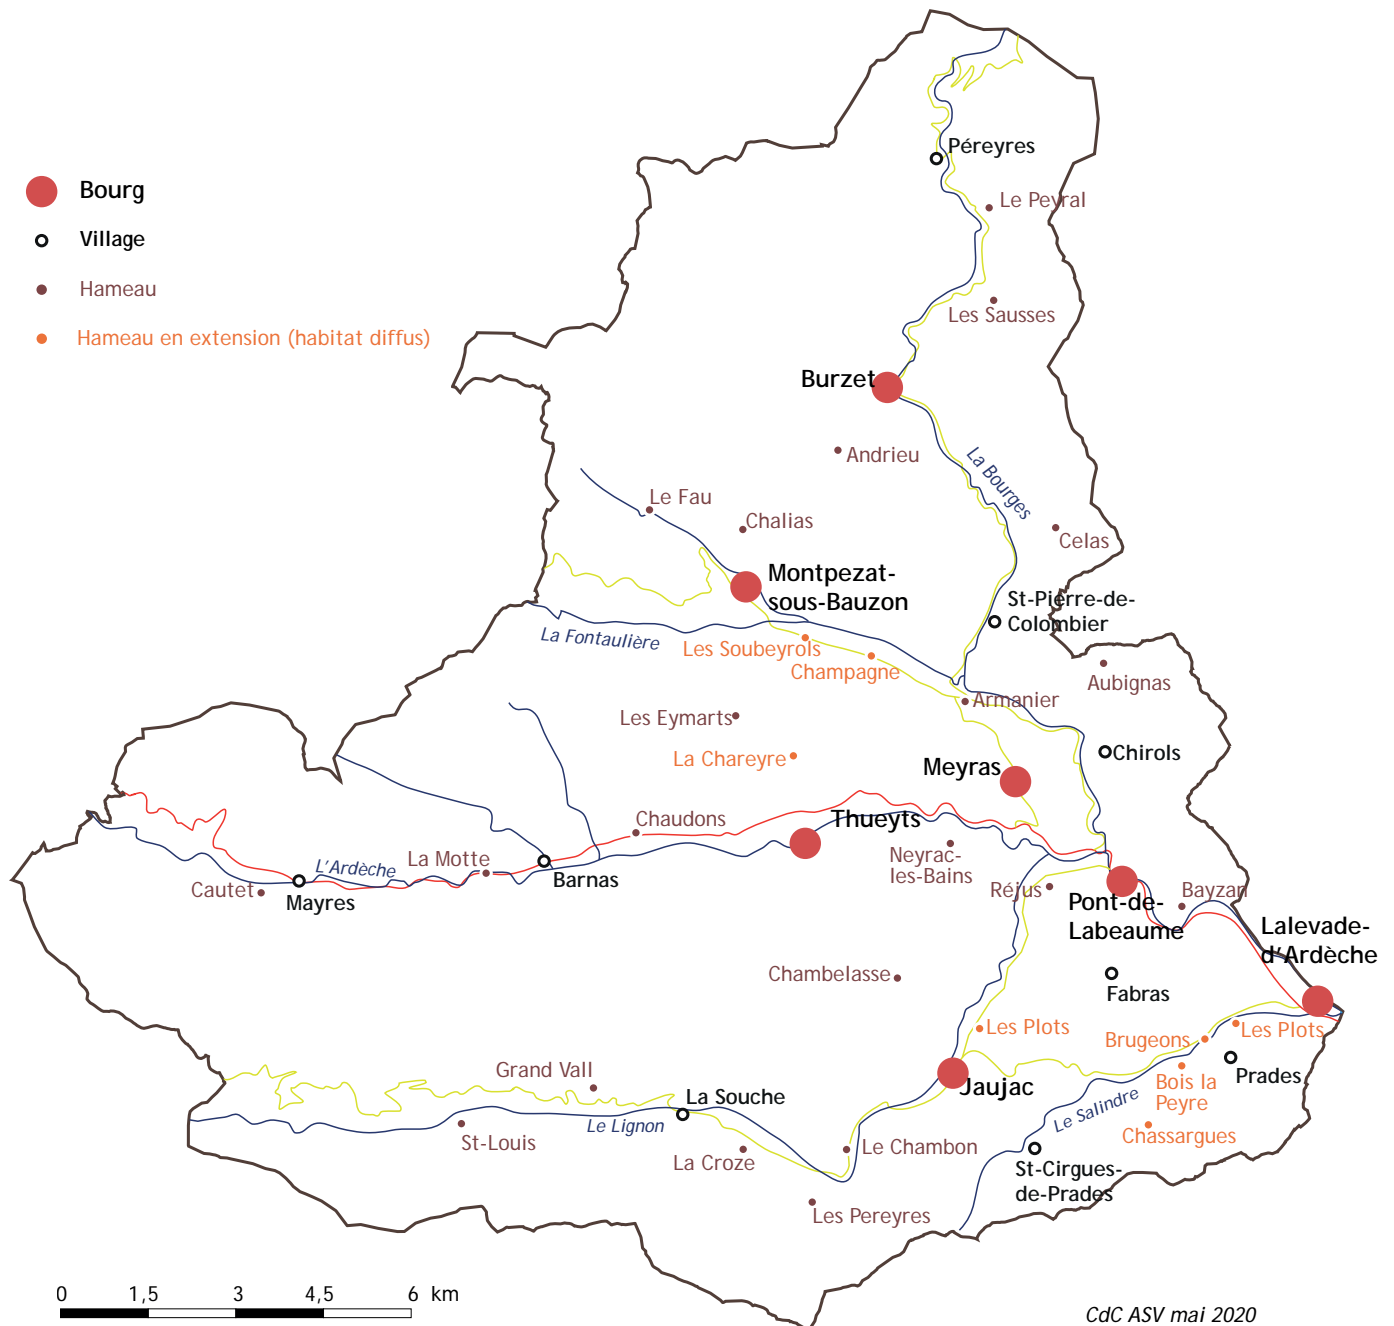 Bourg
Village
Hameau
Hameau en extension (habitat diffus)
Péreyres
Le Peyral
Les Sausses
Burzet
Andrieu
La Bourges
Le Fau
Chalias
Celas
Montpezat-
sous-Bauzon
St-Pierre-de-
Colombier
La Fontaulière
Les Soubeyrols
Champagne
Aubignas
Armanier
Les Eymarts
La Chareyre
Chirols
Meyras
Chaudons
Thueyts
Neyrac-
les-Bains
L'Ardèche
La Motte
Barnas
Cautet
Mayres
Réjus
Pont-de-
Labeaume
Bayzan
Lalevade-
d'Ardèche
Chambelasse
Fabras
Les Plots
Brugeons
Les Plots
Prades
Bois la
Peyre
Jaujac
Grand Vall
La Souche
Le Lignon
St-Louis
La Croze
Le Chambon
Le Salindre
Chassargues
St-Cirgues-
de-Prades
Les Pereyres
0 1,5 3 4,5 6 km
CdC ASV mai 2020